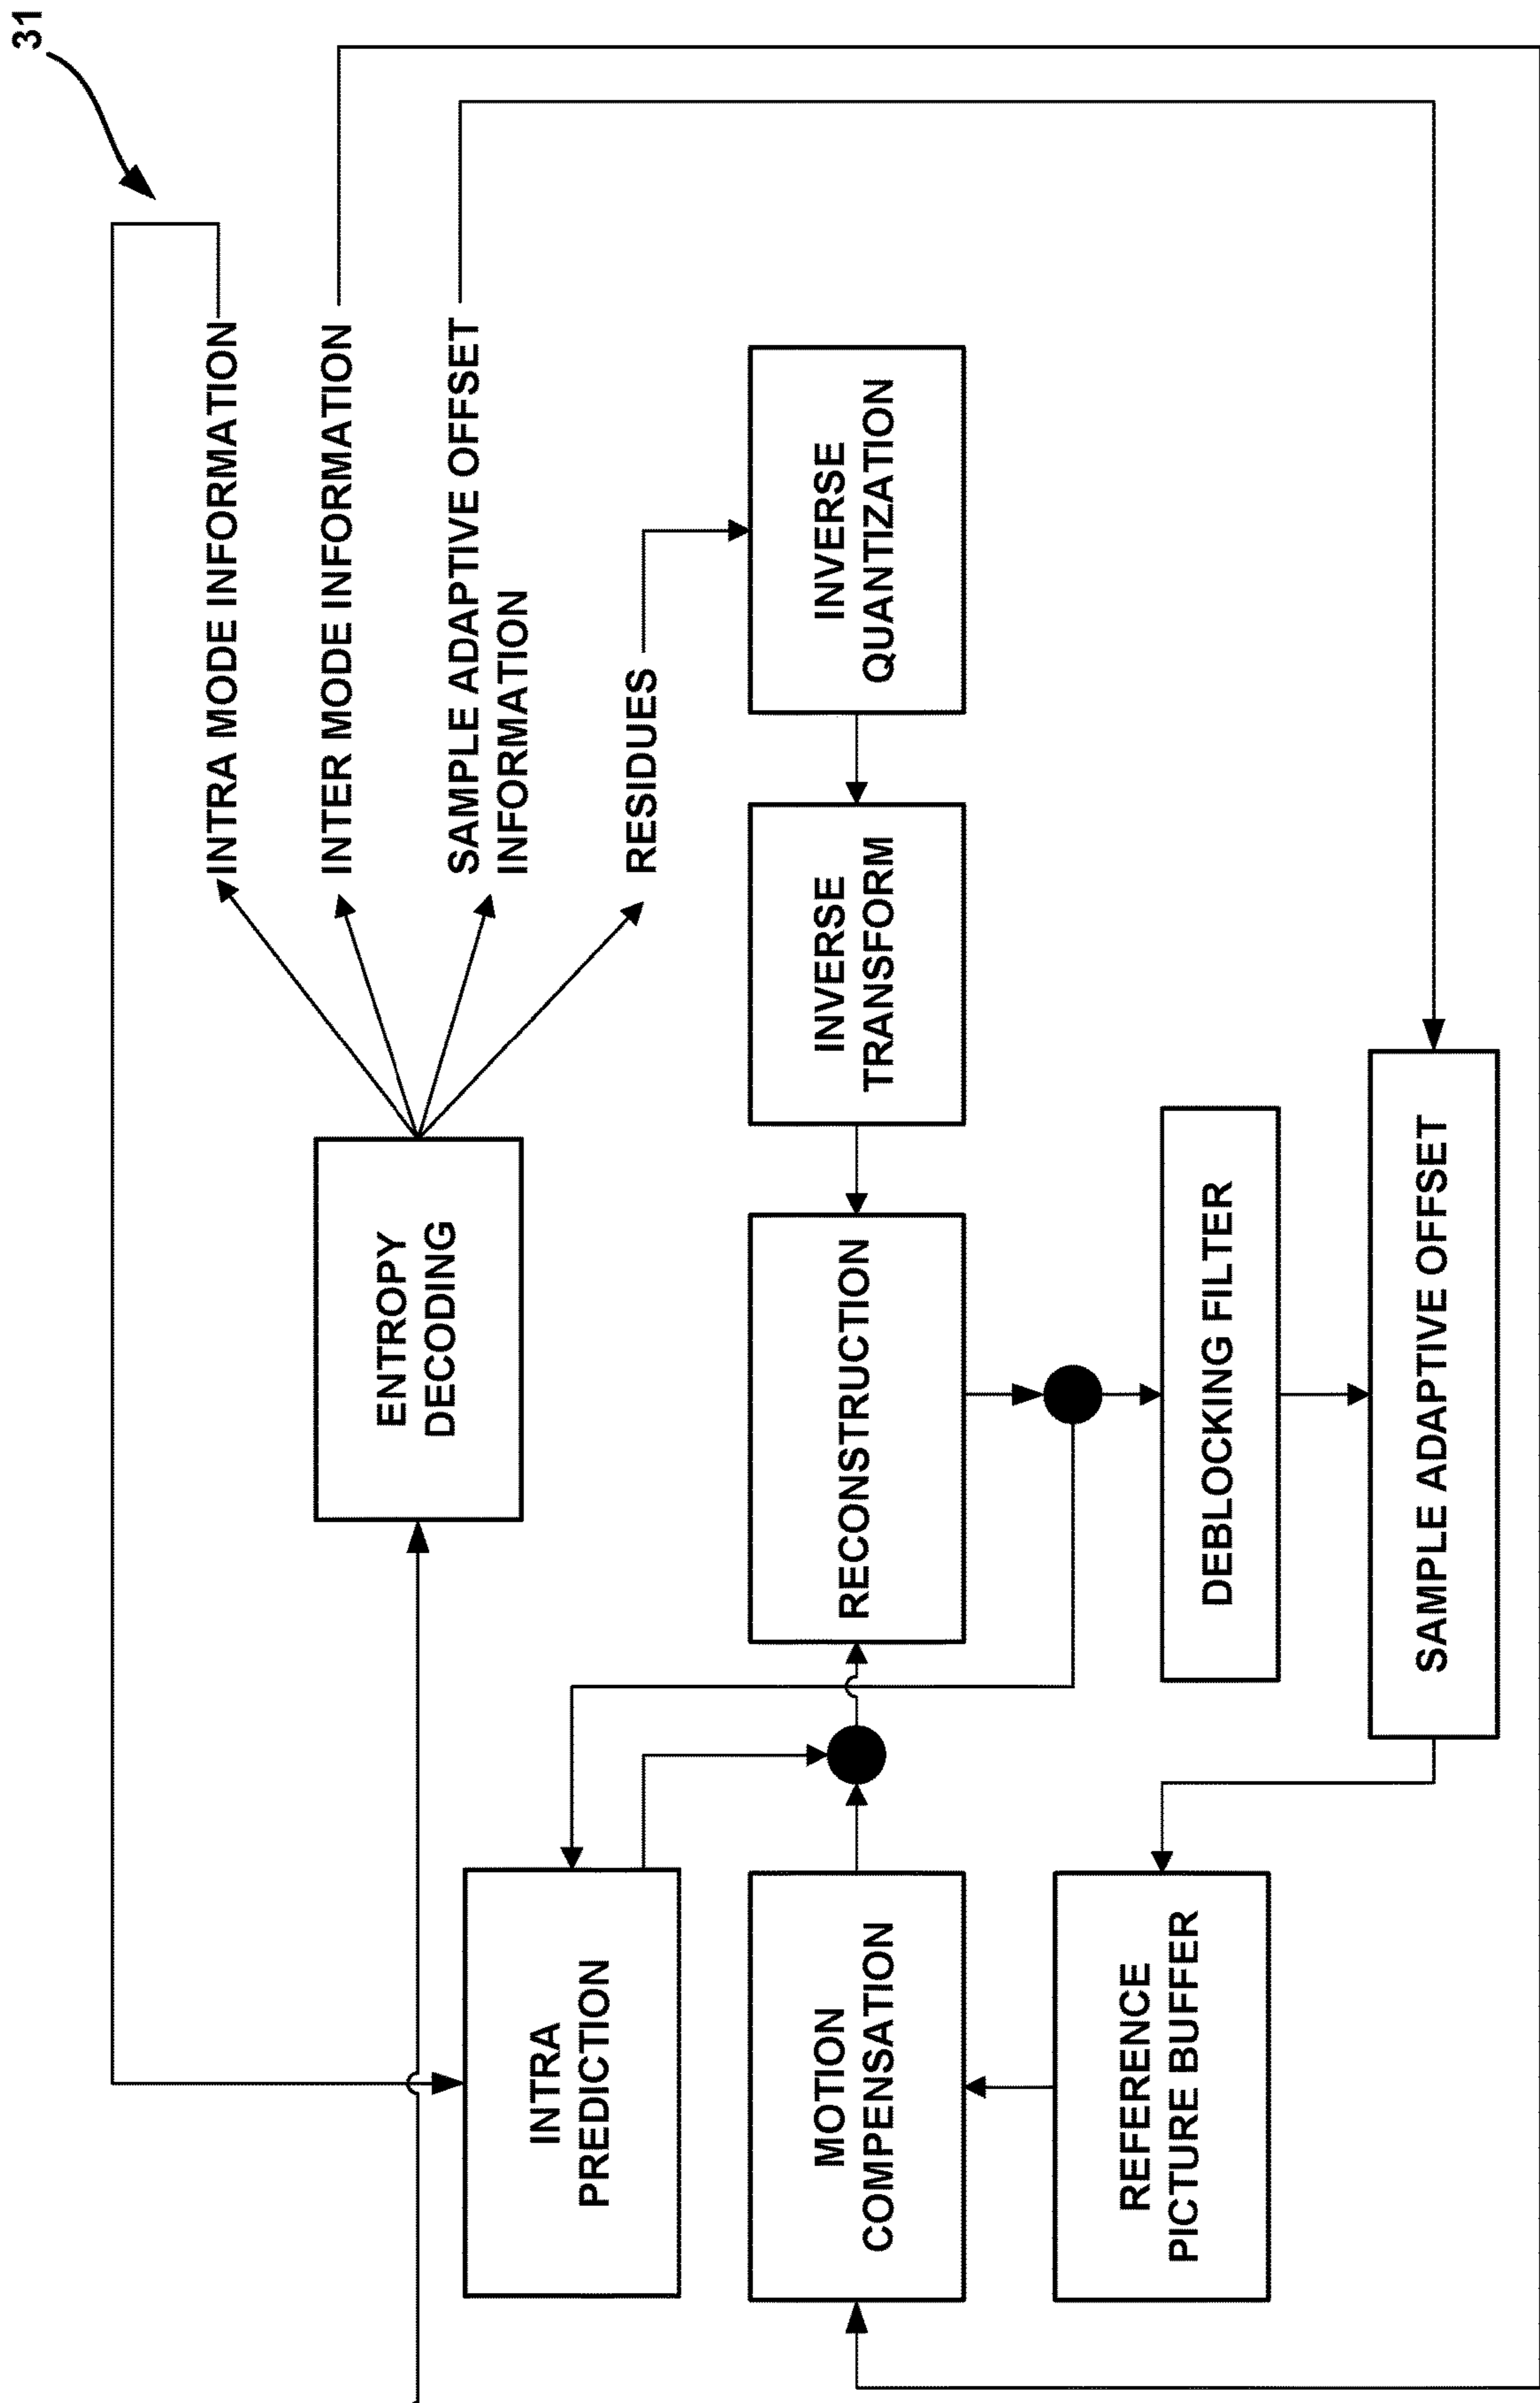 31
INTRA MODE INFORMATION
INTER MODE INFORMATION
SAMPLE ADAPTIVE OFFSET
INFORMATION
RESIDUES
ENTROPY
DECODING
INVERSE
QUANTIZATION
INVERSE
TRANSFORM
RECONSTRUCTION
INTRA
PREDICTION
MOTION
COMPENSATION
DEBLOCKING FILTER
REFERENCE
PICTURE BUFFER
SAMPLE ADAPTIVE OFFSET